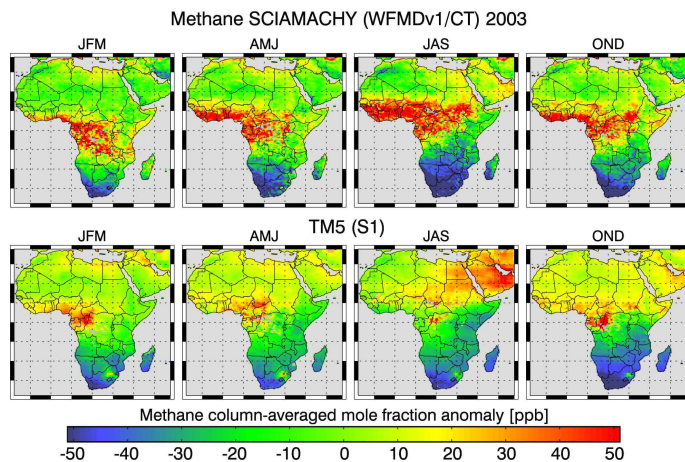 Methane SCIAMACHY (WFMDv1/CT) 2003
JFM AMJ JAS OND
TM5 (S1)
JFM AMJ JAS OND
Methane column-averaged mole fraction anomaly [ppb]
-50 -40 -30 -20 -10 0 10 20 30 40 50